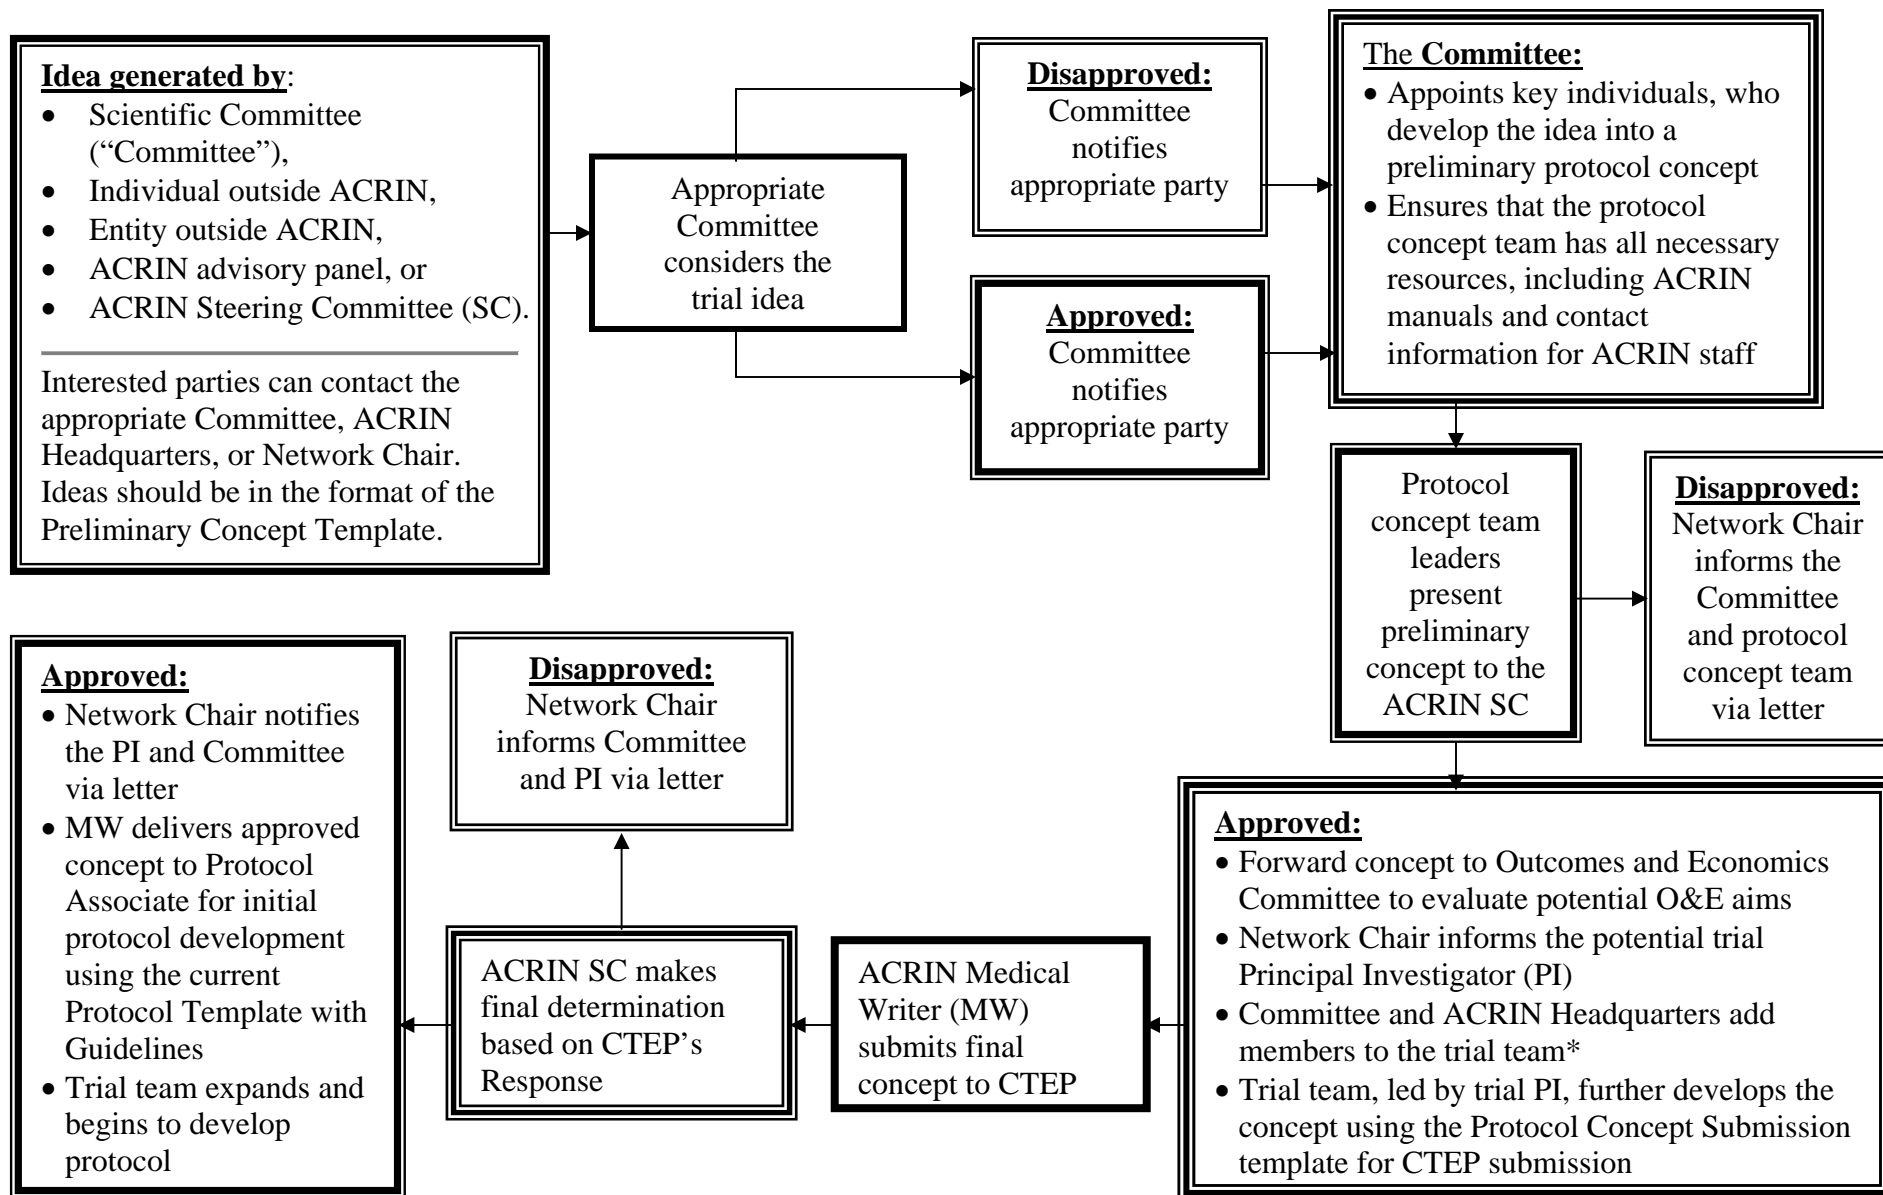 Idea generated by:
• Scientific Committee
(“Committee”),
• Individual outside ACRIN,
• Entity outside ACRIN,
• ACRIN advisory panel, or
• ACRIN Steering Committee (SC).
Interested parties can contact the
appropriate Committee, ACRIN
Headquarters, or Network Chair.
Ideas should be in the format of the
Preliminary Concept Template.
Appropriate
Committee
considers the
trial idea
Disapproved:
Committee
notifies
appropriate party
Approved:
Committee
notifies
appropriate party
The Committee:
• Appoints key individuals, who
develop the idea into a
preliminary protocol concept
• Ensures that the protocol
concept team has all necessary
resources, including ACRIN
manuals and contact
information for ACRIN staff
Protocol
concept team
leaders
present
preliminary
concept to the
ACRIN SC
Disapproved:
Network Chair
informs the
Committee
and protocol
concept team
via letter
Approved:
• Forward concept to Outcomes and Economics
Committee to evaluate potential O&E aims
• Network Chair informs the potential trial
Principal Investigator (PI)
• Committee and ACRIN Headquarters add
members to the trial team*
• Trial team, led by trial PI, further develops the
concept using the Protocol Concept Submission
template for CTEP submission
ACRIN Medical
Writer (MW)
submits final
concept to CTEP
ACRIN SC makes
final determination
based on CTEP’s
Response
Disapproved:
Network Chair
informs Committee
and PI via letter
Approved:
• Network Chair notifies
the PI and Committee
via letter
• MW delivers approved
concept to Protocol
Associate for initial
protocol development
using the current
Protocol Template with
Guidelines
• Trial team expands and
begins to develop
protocol